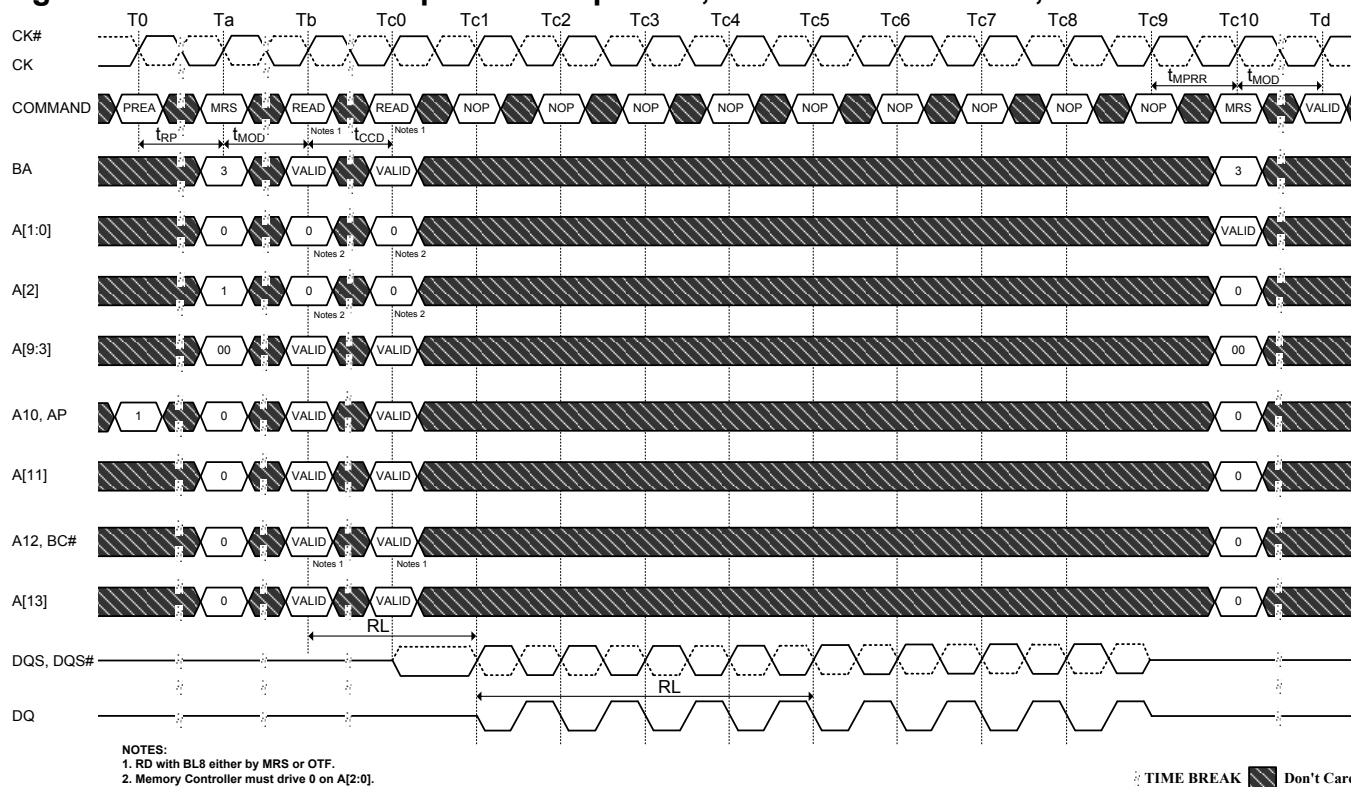 T0 Ta Tb Tc0 Tc1 Tc2 Tc3 Tc4 Tc5 Tc6 Tc7 Tc8 Tc9 Tc10 Td
CK#
CK
tMPRR tMOD
COMMAND PREA MRS READ READ NOP NOP NOP NOP NOP NOP NOP NOP NOP MRS VALID
Notes 1 Notes 1
tRP tMOD tCCD
BA 3 VALID VALID 3
A[1:0] 0 0 0 VALID
Notes 2 Notes 2
A[2] 1 0 0 0
Notes 2 Notes 2
A[9:3] 00 VALID VALID 00
A10, AP 1 0 VALID VALID 0
A[11] 0 VALID VALID 0
A12, BC# 0 VALID VALID 0
Notes 1 Notes 1
A[13] 0 VALID VALID 0
RL
DQS, DQS#
RL
DQ
NOTES:
1. RD with BL8 either by MRS or OTF.
2. Memory Controller must drive 0 on A[2:0].
TIME BREAK Don't Care